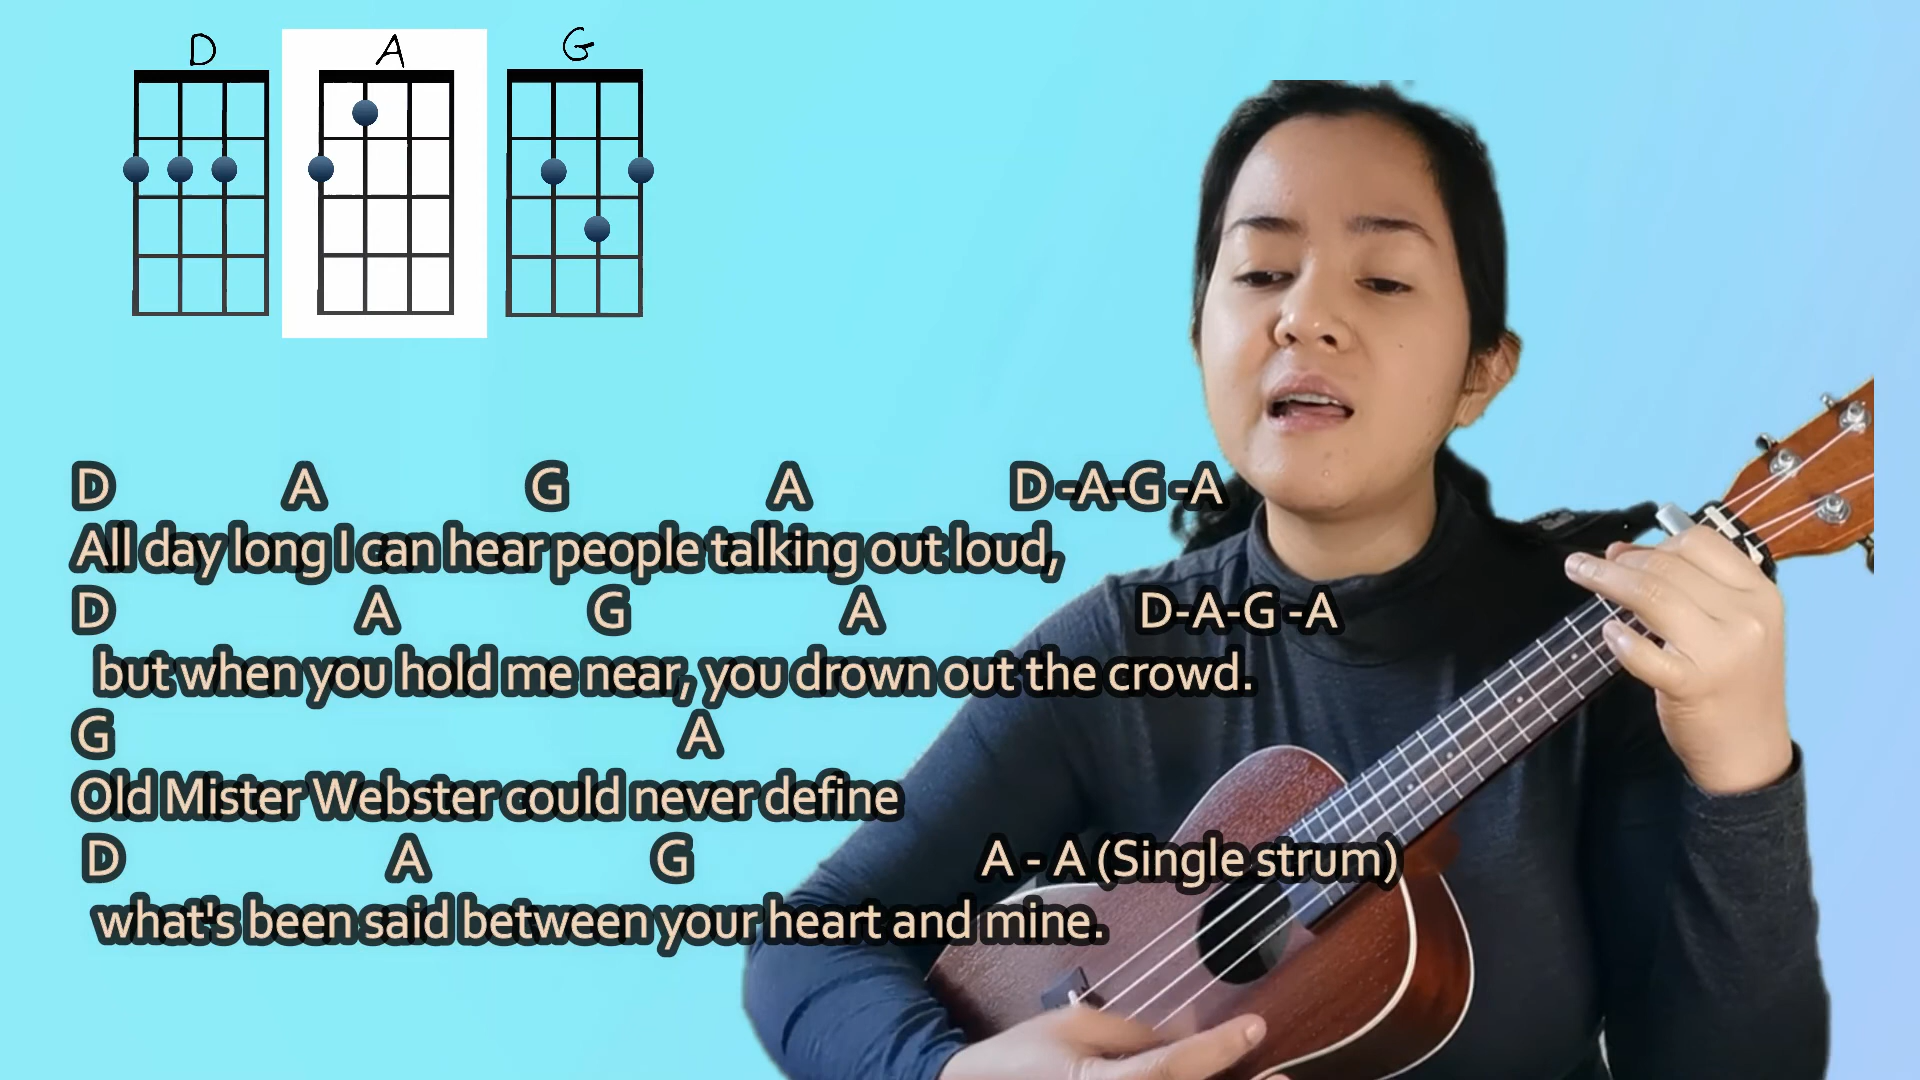 D A G
D A G A D-A-G-A
All day long I can hear people talking out loud,
D A G A D-A-G-A
but when you hold me near, you drown out the crowd.
G A
Old Mister Webster could never define
D A G A - A (Single strum)
what's been said between your heart and mine.